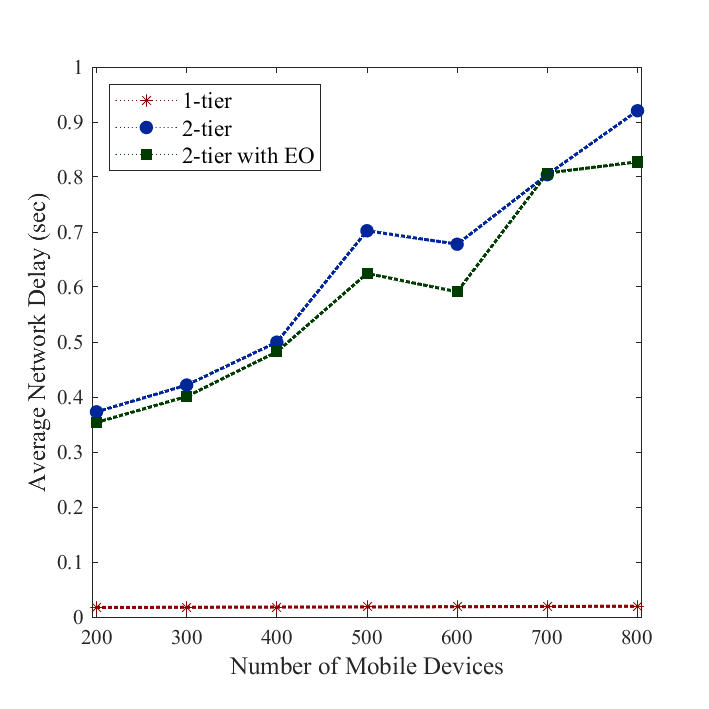 1-tier
2-tier
2-tier with EO
Average Network Delay (sec)
1
0.9
0.8
0.7
0.6
0.5
0.4
0.3
0.2
0.1
0
200 300 400 500 600 700 800
Number of Mobile Devices